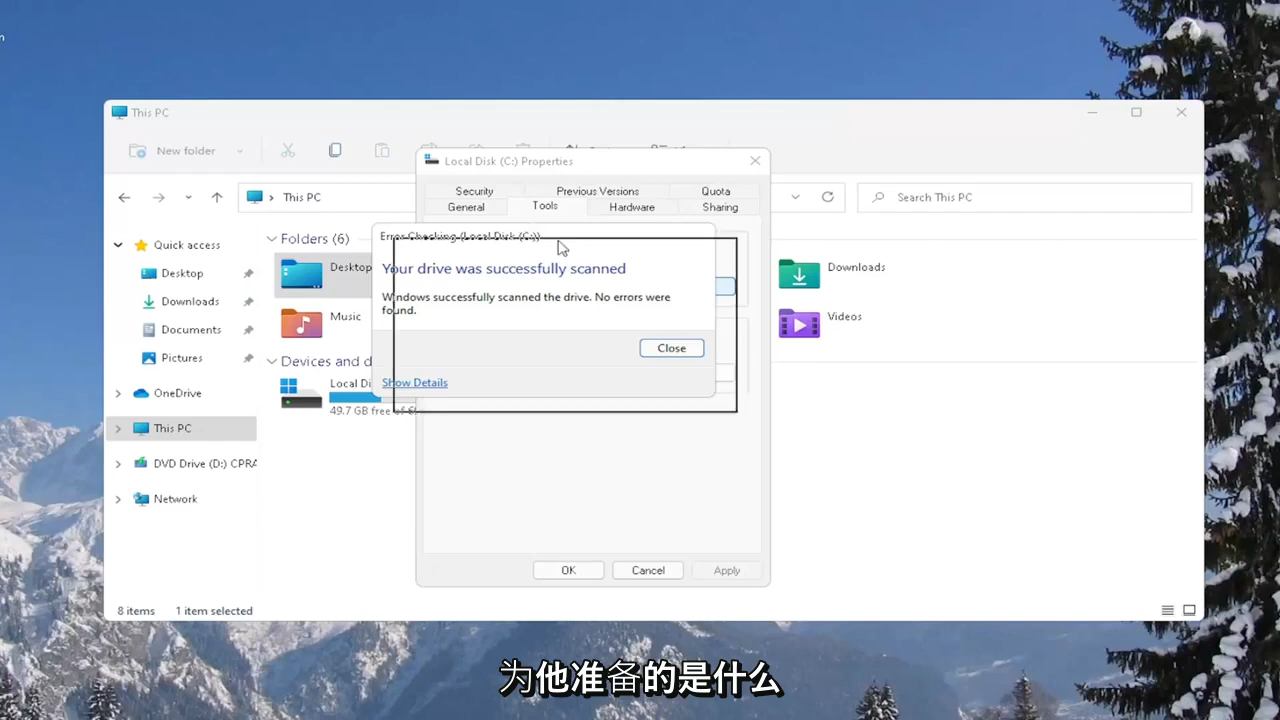 n
This PC
New folder
Local Disk (C:) Properties
This PC
Search This PC
Security
Previous Versions
Quota
General
Tools
Hardware
Sharing
Quick access
Desktop
Downloads
Documents
Pictures
OneDrive
This PC
DVD Drive (D:) CPRA
Network
Folders (6)
Desktop
Music
Downloads
Videos
Devices and d
Local Di
49.7 GB free of
Error Checking (Local Disk (C:))
Your drive was successfully scanned
Windows successfully scanned the drive. No errors were
found.
Close
Show Details
OK
Cancel
Apply
8 items
1 item selected
为他准备的是什么